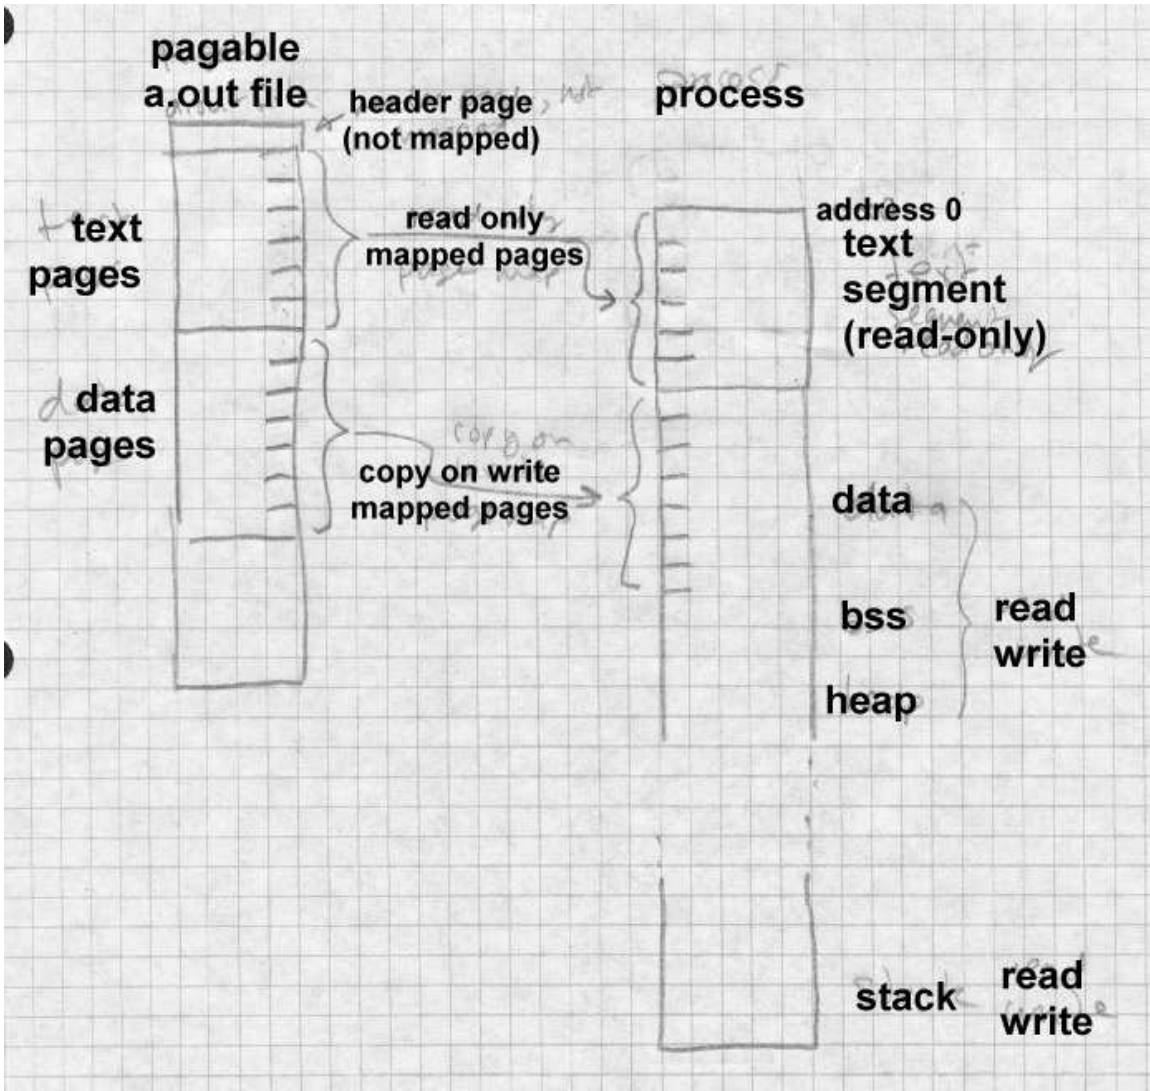 pagable
a.out file
header page
(not mapped)
process
text
pages
read only
mapped pages
address 0
text
segment
(read-only)
data
pages
copy on write
mapped pages
data
bss
heap
read
write
stack
read
write